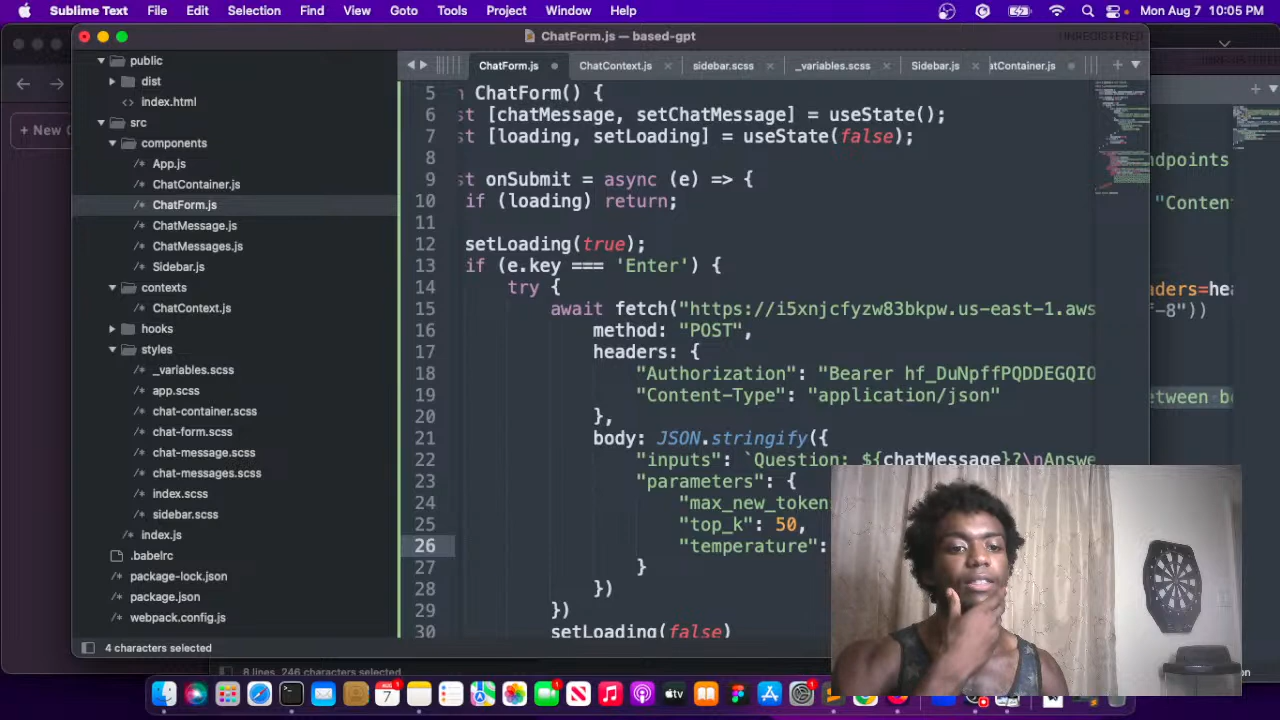 Sublime Text File Edit Selection Find View Goto Tools Project Window Help Mon Aug 7 10:05 PM
ChatForm.js — based-gpt UNREGISTERED
public
dist
index.html
src
components
App.js
ChatContainer.js
ChatForm.js
ChatMessage.js
ChatMessages.js
Sidebar.js
contexts
ChatContext.js
hooks
styles
_variables.scss
app.scss
chat-container.scss
chat-form.scss
chat-message.scss
chat-messages.scss
index.scss
sidebar.scss
index.js
.babelrc
package-lock.json
package.json
webpack.config.js
ChatForm.js ChatContext.js sidebar.scss _variables.scss Sidebar.js atContainer.js
5 ChatForm() {
6 st [chatMessage, setChatMessage] = useState();
7 st [loading, setLoading] = useState(false);
8
9 st onSubmit = async (e) => {
10 if (loading) return;
11
12 setLoading(true);
13 if (e.key === 'Enter') {
14 try {
15 await fetch("https://i5xnjcfyzw83bkpw.us-east-1.aws
16 method: "POST",
17 headers: {
18 "Authorization": "Bearer hf_DuNpffPQDDEGQIO
19 "Content-Type": "application/json"
20 },
21 body: JSON.stringify({
22 "inputs": `Question: ${chatMessage}?\nAnswe
23 "parameters": {
24 "max_new_token
25 "top_k": 50,
26 "temperature":
27 }
28 })
29 })
30 setLoading(false)
4 characters selected
8 lines, 246 characters selected
+ New
ndpoints
"Conten
aders=hea
f-8"))
etween b